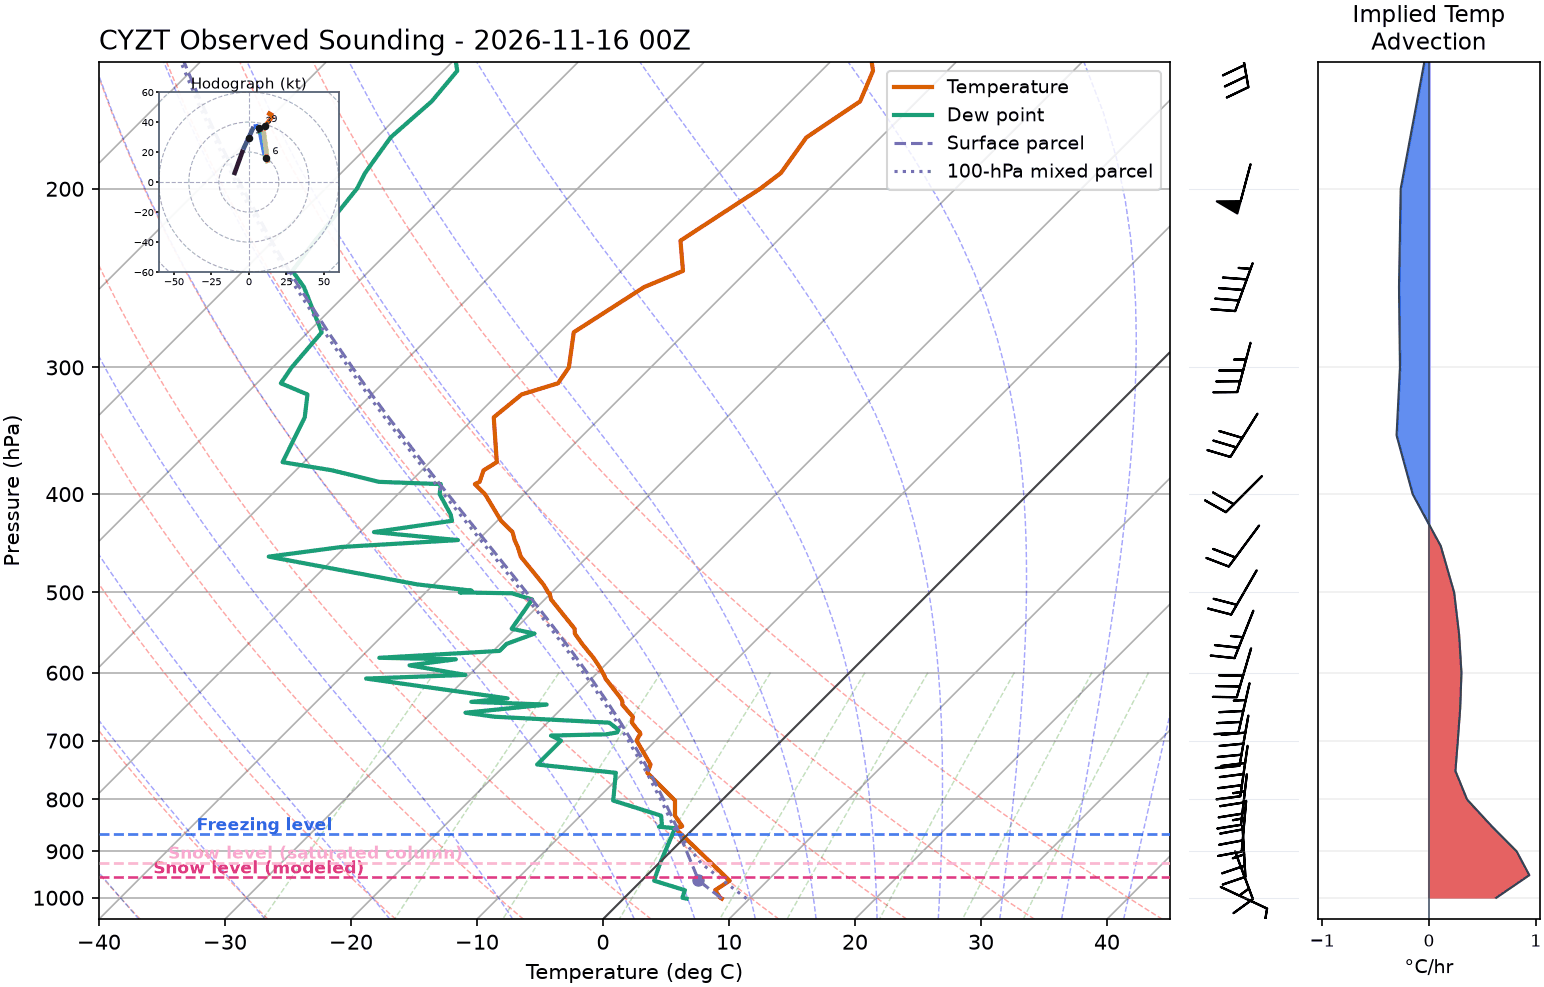 CYZT Observed Sounding - 2026-11-16 00Z
Implied Temp
Advection
Hodograph (kt)
60
40
20
0
−20
−40
−60
−50
−25
0
25
50
6
Temperature
Dew point
Surface parcel
100-hPa mixed parcel
Pressure (hPa)
200
300
400
500
600
700
800
900
1000
Freezing level
Snow level (saturated column)
Snow level (modeled)
−40
−30
−20
−10
0
10
20
30
40
Temperature (deg C)
−1
0
1
°C/hr